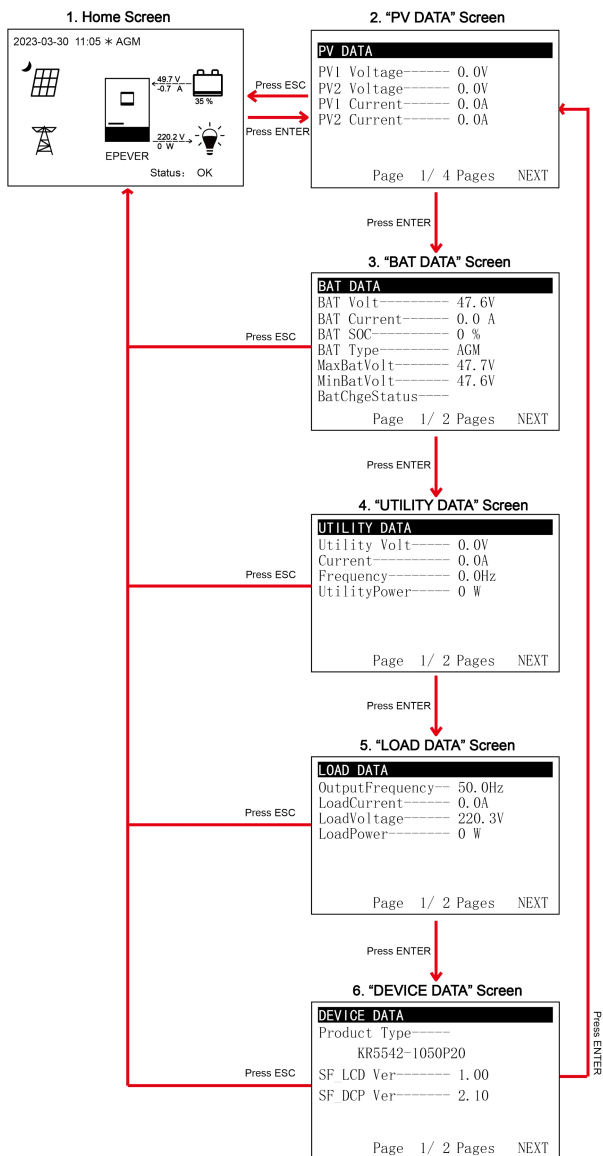 1. Home Screen
2023-03-30 11:05 ✳ AGM
49.7 V
-0.7 A
35 %
220.2 V
0 W
EPEVER
Status: OK
Press ESC
Press ENTER
2. “PV DATA” Screen
PV DATA
PV1 Voltage------ 0.0V
PV2 Voltage------ 0.0V
PV1 Current------ 0.0A
PV2 Current------ 0.0A
Page 1/ 4 Pages NEXT
Press ENTER
3. “BAT DATA” Screen
BAT DATA
BAT Volt--------- 47.6V
BAT Current------ 0.0 A
BAT SOC---------- 0 %
BAT Type--------- AGM
MaxBatVolt------- 47.7V
MinBatVolt------- 47.6V
BatChgeStatus----
Page 1/ 2 Pages NEXT
Press ESC
Press ENTER
4. “UTILITY DATA” Screen
UTILITY DATA
Utility Volt----- 0.0V
Current---------- 0.0A
Frequency-------- 0.0Hz
UtilityPower----- 0 W
Page 1/ 2 Pages NEXT
Press ESC
Press ENTER
5. “LOAD DATA” Screen
LOAD DATA
OutputFrequency-- 50.0Hz
LoadCurrent------ 0.0A
LoadVoltage------ 220.3V
LoadPower-------- 0 W
Page 1/ 2 Pages NEXT
Press ESC
Press ENTER
6. “DEVICE DATA” Screen
DEVICE DATA
Product Type-----
KR5542-1050P20
SF_LCD Ver------- 1.00
SF_DCP Ver------- 2.10
Page 1/ 2 Pages NEXT
Press ESC
Press ENTER